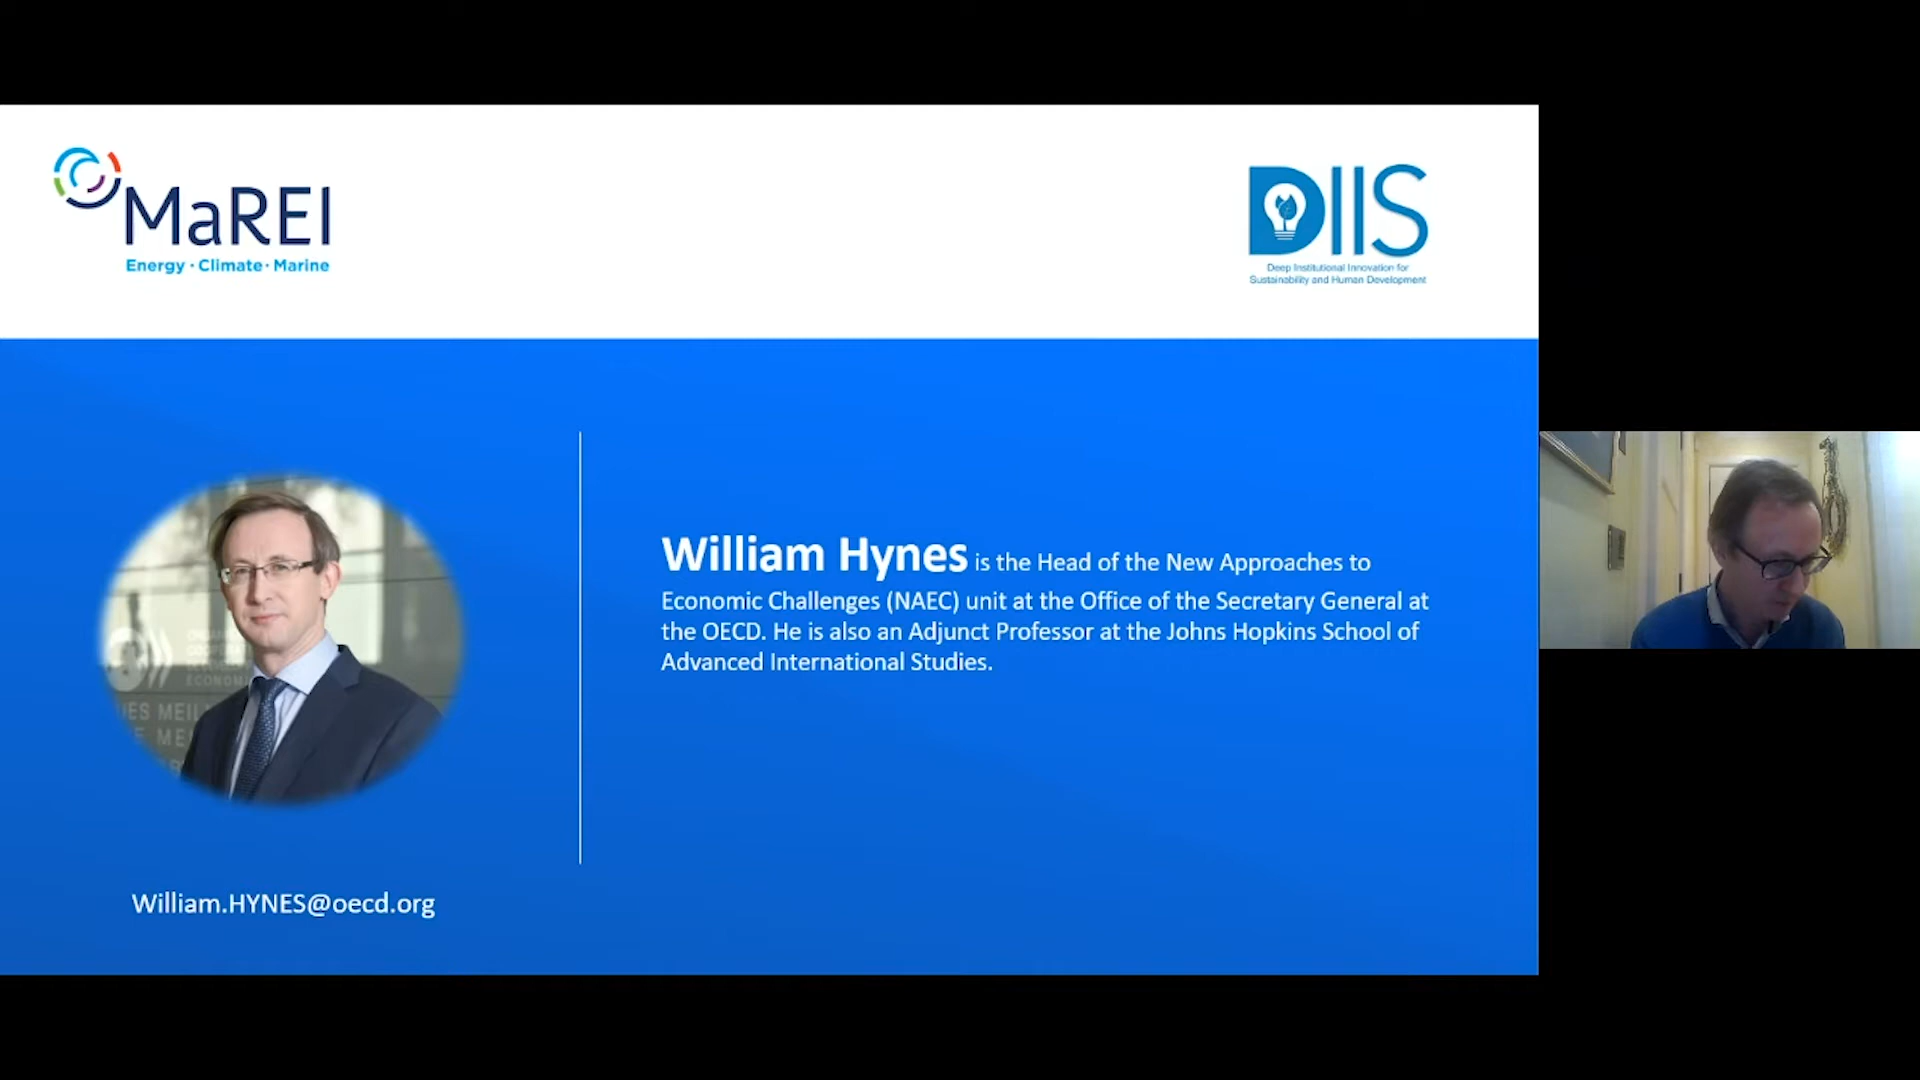 MaREI
Energy · Climate · Marine
DIIS
Deep Institutional Innovation for
Sustainability and Human Development
William Hynes is the Head of the New Approaches to
Economic Challenges (NAEC) unit at the Office of the Secretary General at
the OECD. He is also an Adjunct Professor at the Johns Hopkins School of
Advanced International Studies.
William.HYNES@oecd.org